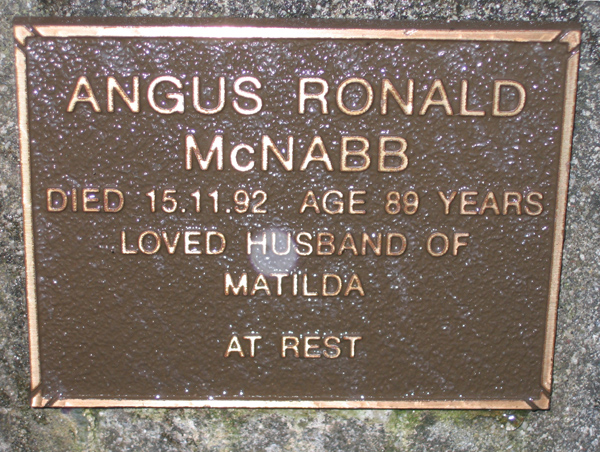 ANGUS RONALD
McNABB
DIED 15.11.92 AGE 89 YEARS
LOVED HUSBAND OF
MATILDA
AT REST